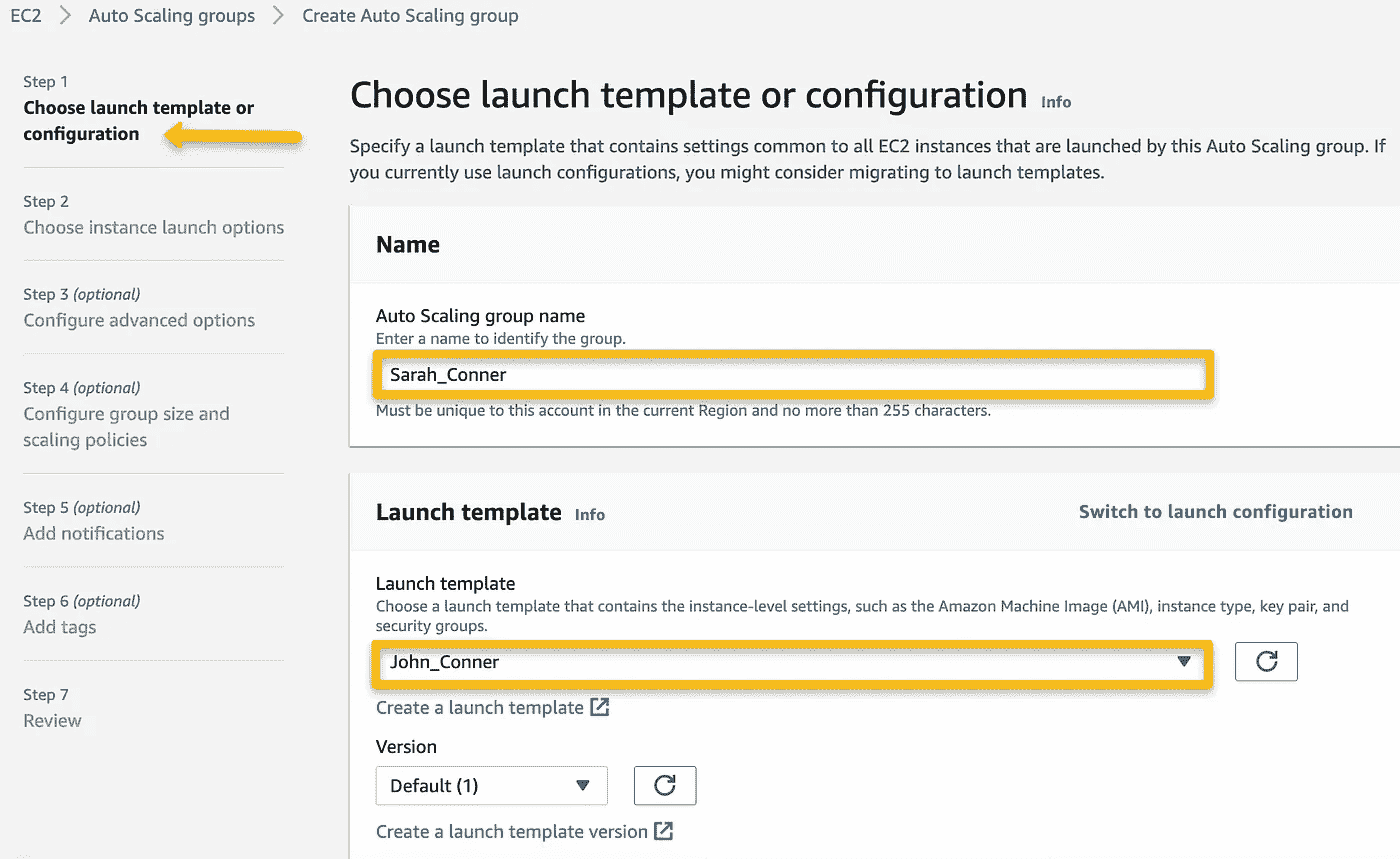 EC2 > Auto Scaling groups > Create Auto Scaling group
Step 1
Choose launch template or
configuration
Step 2
Choose instance launch options
Step 3 (optional)
Configure advanced options
Step 4 (optional)
Configure group size and
scaling policies
Step 5 (optional)
Add notifications
Step 6 (optional)
Add tags
Step 7
Review
Choose launch template or configuration Info
Specify a launch template that contains settings common to all EC2 instances that are launched by this Auto Scaling group. If
you currently use launch configurations, you might consider migrating to launch templates.
Name
Auto Scaling group name
Enter a name to identify the group.
Sarah_Conner
Must be unique to this account in the current Region and no more than 255 characters.
Launch template Info
Switch to launch configuration
Launch template
Choose a launch template that contains the instance-level settings, such as the Amazon Machine Image (AMI), instance type, key pair, and
security groups.
John_Conner
Create a launch template
Version
Default (1)
Create a launch template version